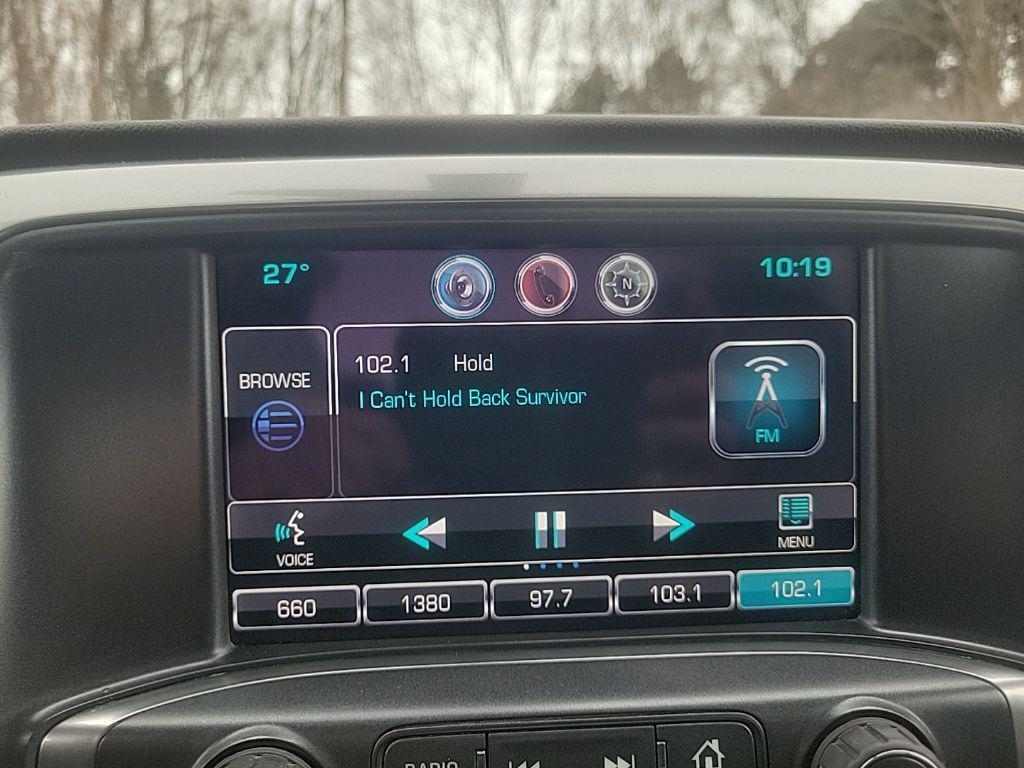 27° 10:19
N
BROWSE
102.1 Hold
I Can't Hold Back Survivor
FM
VOICE
MENU
660 1380 97.7 103.1 102.1
RADIO